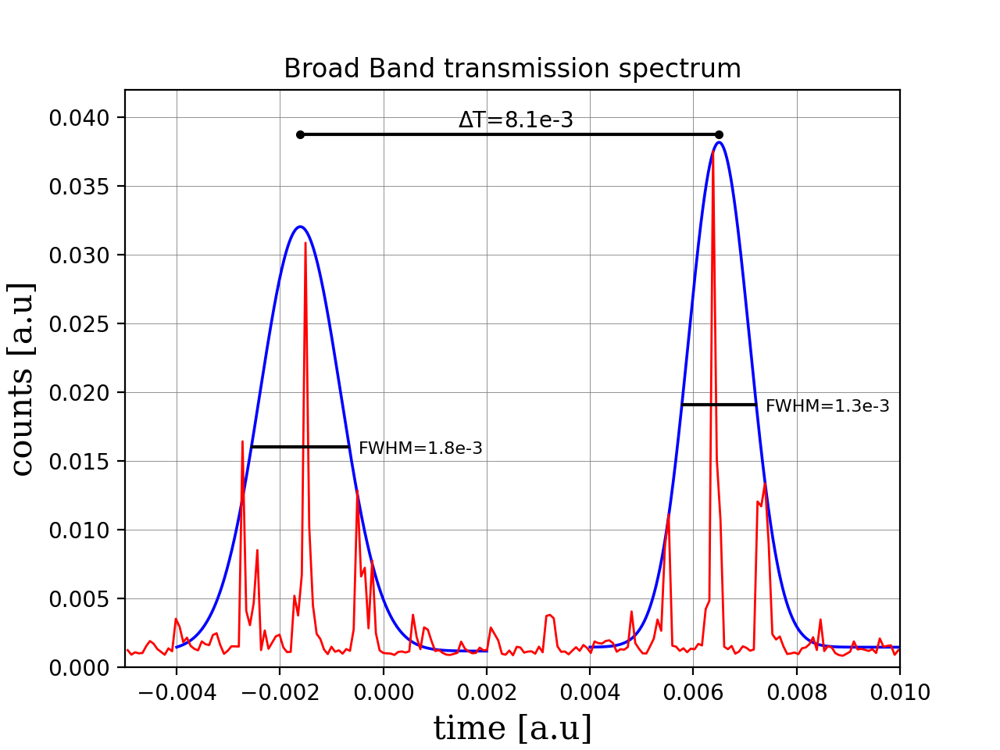 Broad Band transmission spectrum
ΔT=8.1e-3
FWHM=1.3e-3
FWHM=1.8e-3
counts [a.u]
0.040
0.035
0.030
0.025
0.020
0.015
0.010
0.005
0.000
−0.004 −0.002 0.000 0.002 0.004 0.006 0.008 0.010
time [a.u]